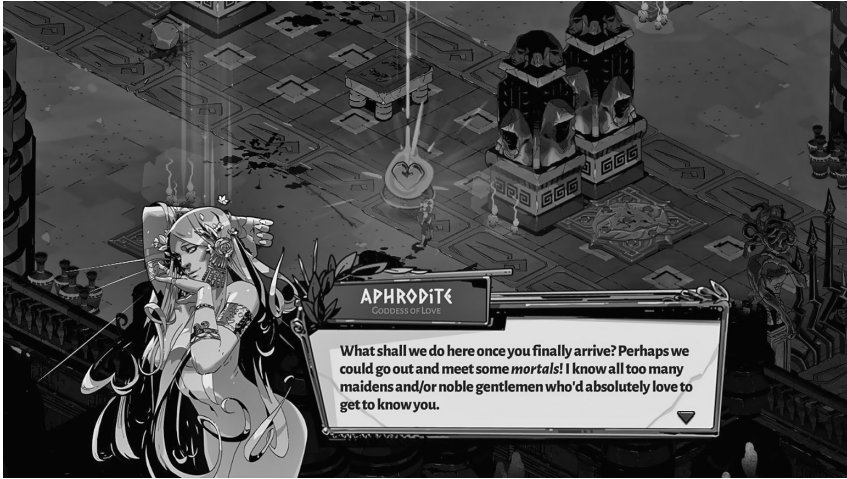 APHRODITE
GODDESS OF LOVE
What shall we do here once you finally arrive? Perhaps we
could go out and meet some mortals! I know all too many
maidens and/or noble gentlemen who'd absolutely love to
get to know you.